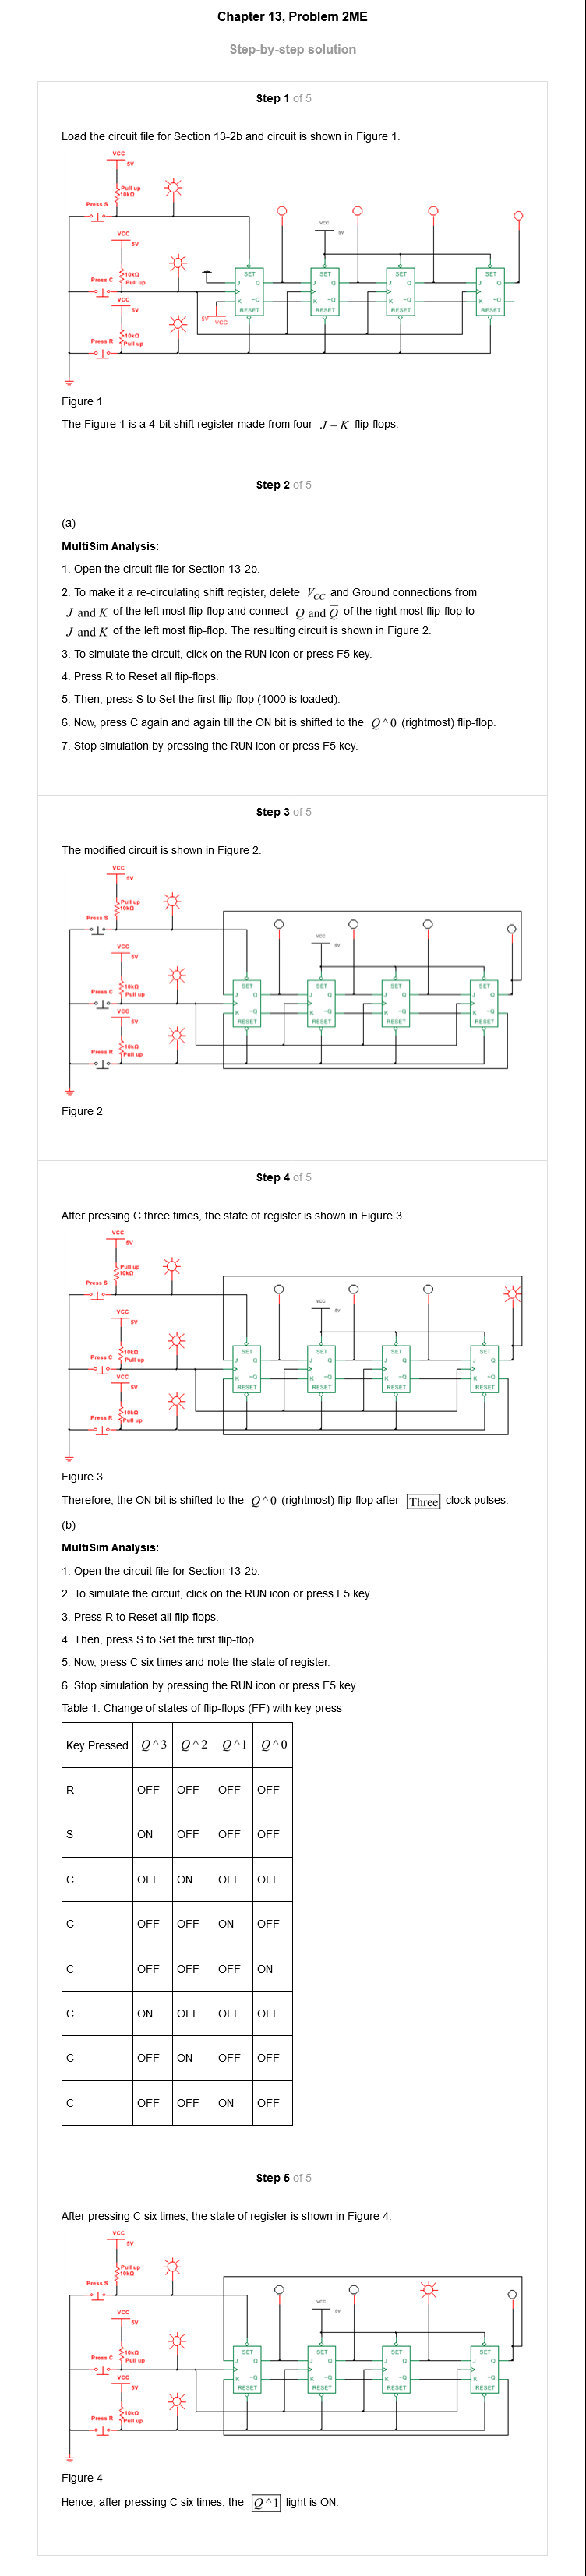 Chapter 13, Problem 2ME
Step-by-step solution
Step 1 of 5
Load the circuit file for Section 13-2b and circuit is shown in Figure 1.
VCC
5V
Pull up
10kΩ
Press S
VCC
5V
VCC
5V
10kΩ
Pull up
Press C
VCC
5V
10kΩ
Pull up
Press R
5V
VCC
SET
J Q
K ~Q
RESET
SET
J Q
K ~Q
RESET
SET
J Q
K ~Q
RESET
SET
J Q
K ~Q
RESET
Figure 1
The Figure 1 is a 4-bit shift register made from four J – K flip-flops.
Step 2 of 5
(a)
MultiSim Analysis:
1. Open the circuit file for Section 13-2b.
2. To make it a re-circulating shift register, delete V_CC and Ground connections from
J and K of the left most flip-flop and connect Q and Q̅ of the right most flip-flop to
J and K of the left most flip-flop. The resulting circuit is shown in Figure 2.
3. To simulate the circuit, click on the RUN icon or press F5 key.
4. Press R to Reset all flip-flops.
5. Then, press S to Set the first flip-flop (1000 is loaded).
6. Now, press C again and again till the ON bit is shifted to the Q^0 (rightmost) flip-flop.
7. Stop simulation by pressing the RUN icon or press F5 key.
Step 3 of 5
The modified circuit is shown in Figure 2.
VCC
5V
Pull up
10kΩ
Press S
VCC
5V
VCC
5V
10kΩ
Pull up
Press C
VCC
5V
10kΩ
Pull up
Press R
SET
J Q
K ~Q
RESET
SET
J Q
K ~Q
RESET
SET
J Q
K ~Q
RESET
SET
J Q
K ~Q
RESET
Figure 2
Step 4 of 5
After pressing C three times, the state of register is shown in Figure 3.
VCC
5V
Pull up
10kΩ
Press S
VCC
5V
VCC
5V
10kΩ
Pull up
Press C
VCC
5V
10kΩ
Pull up
Press R
SET
J Q
K ~Q
RESET
SET
J Q
K ~Q
RESET
SET
J Q
K ~Q
RESET
SET
J Q
K ~Q
RESET
Figure 3
Therefore, the ON bit is shifted to the Q^0 (rightmost) flip-flop after Three clock pulses.
(b)
MultiSim Analysis:
1. Open the circuit file for Section 13-2b.
2. To simulate the circuit, click on the RUN icon or press F5 key.
3. Press R to Reset all flip-flops.
4. Then, press S to Set the first flip-flop.
5. Now, press C six times and note the state of register.
6. Stop simulation by pressing the RUN icon or press F5 key.
Table 1: Change of states of flip-flops (FF) with key press
Key Pressed Q^3 Q^2 Q^1 Q^0
R OFF OFF OFF OFF
S ON OFF OFF OFF
C OFF ON OFF OFF
C OFF OFF ON OFF
C OFF OFF OFF ON
C ON OFF OFF OFF
C OFF ON OFF OFF
C OFF OFF ON OFF
Step 5 of 5
After pressing C six times, the state of register is shown in Figure 4.
VCC
5V
Pull up
10kΩ
Press S
VCC
5V
VCC
5V
10kΩ
Pull up
Press C
VCC
5V
10kΩ
Pull up
Press R
SET
J Q
K ~Q
RESET
SET
J Q
K ~Q
RESET
SET
J Q
K ~Q
RESET
SET
J Q
K ~Q
RESET
Figure 4
Hence, after pressing C six times, the Q^1 light is ON.